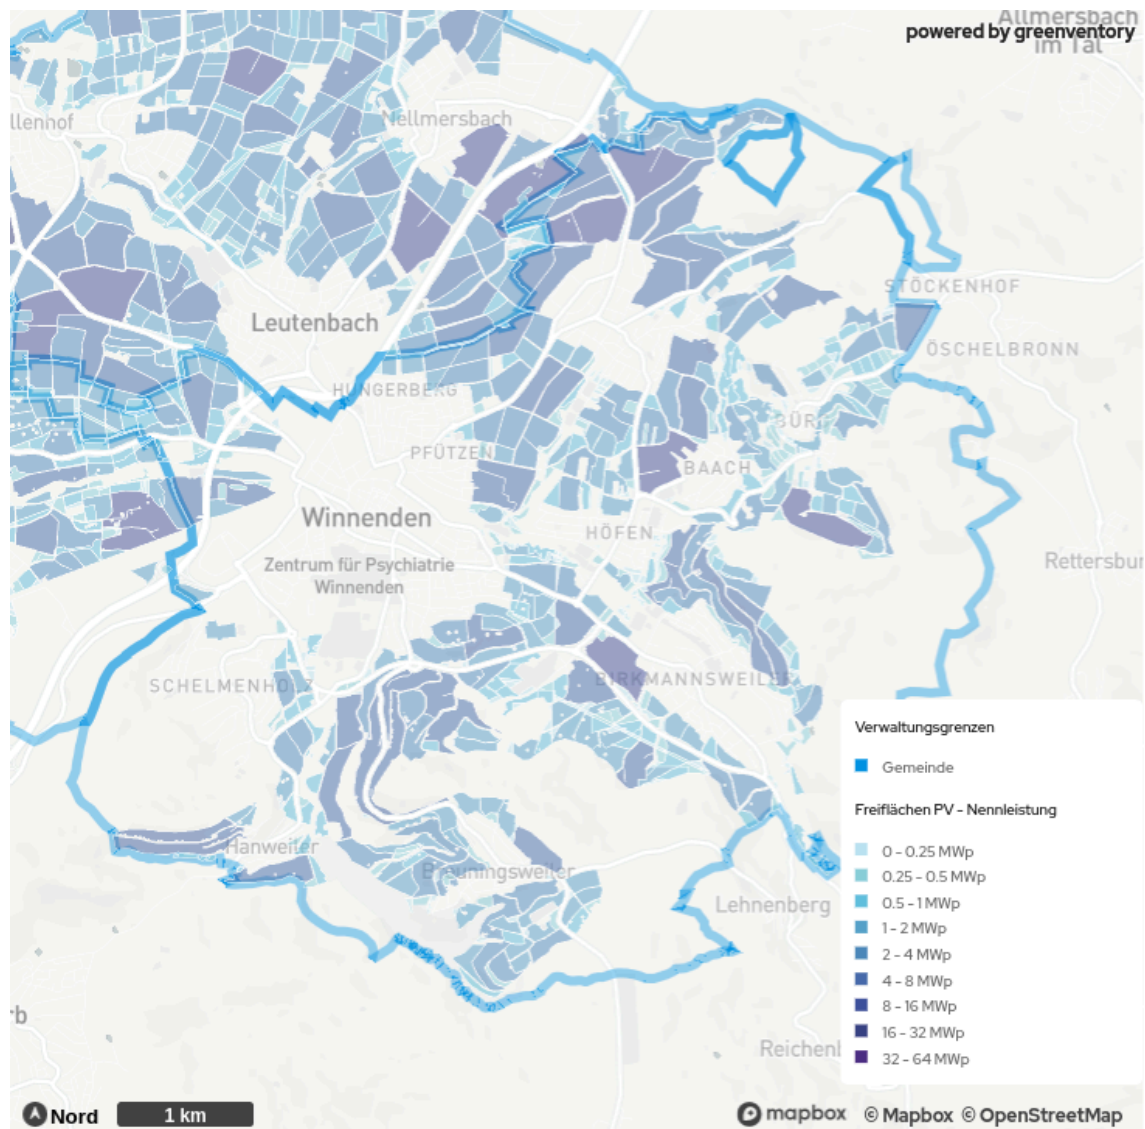 Allmersbach
im Tal
powered by greenventory
llenhof
Nellmersbach
STÖCKENHOF
Leutenbach
ÖSCHELBRONN
HUNGERBERG
BÜR
PFÜTZEN
BAACH
Winnenden
HÖFEN
Zentrum für Psychiatrie
Winnenden
Rettersbur
SCHELMENHOLZ
BIRKMANNSWEILER
Verwaltungsgrenzen
Gemeinde
Freiflächen PV - Nennleistung
Hanweiler
0 - 0.25 MWp
Breuningsweiler
0.25 - 0.5 MWp
Lehnenberg
0.5 - 1 MWp
1 - 2 MWp
2 - 4 MWp
4 - 8 MWp
8 - 16 MWp
rb
16 - 32 MWp
Reichenb
32 - 64 MWp
Nord
1 km
mapbox
© Mapbox © OpenStreetMap